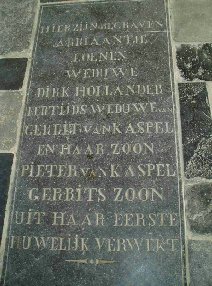 HIER ZIJN BEGRAVEN
ADRIAANTJE
LOENEN
WEDUWE
DIRK HOLLANDER
EERTIJDS WEDUWE
GERRIT VAN KASPEL
EN HAAR ZOON
PIETER VAN KASPEL
GERRITS ZOON
UIT HAAR EERSTE
HUWELIJK VERWEKT